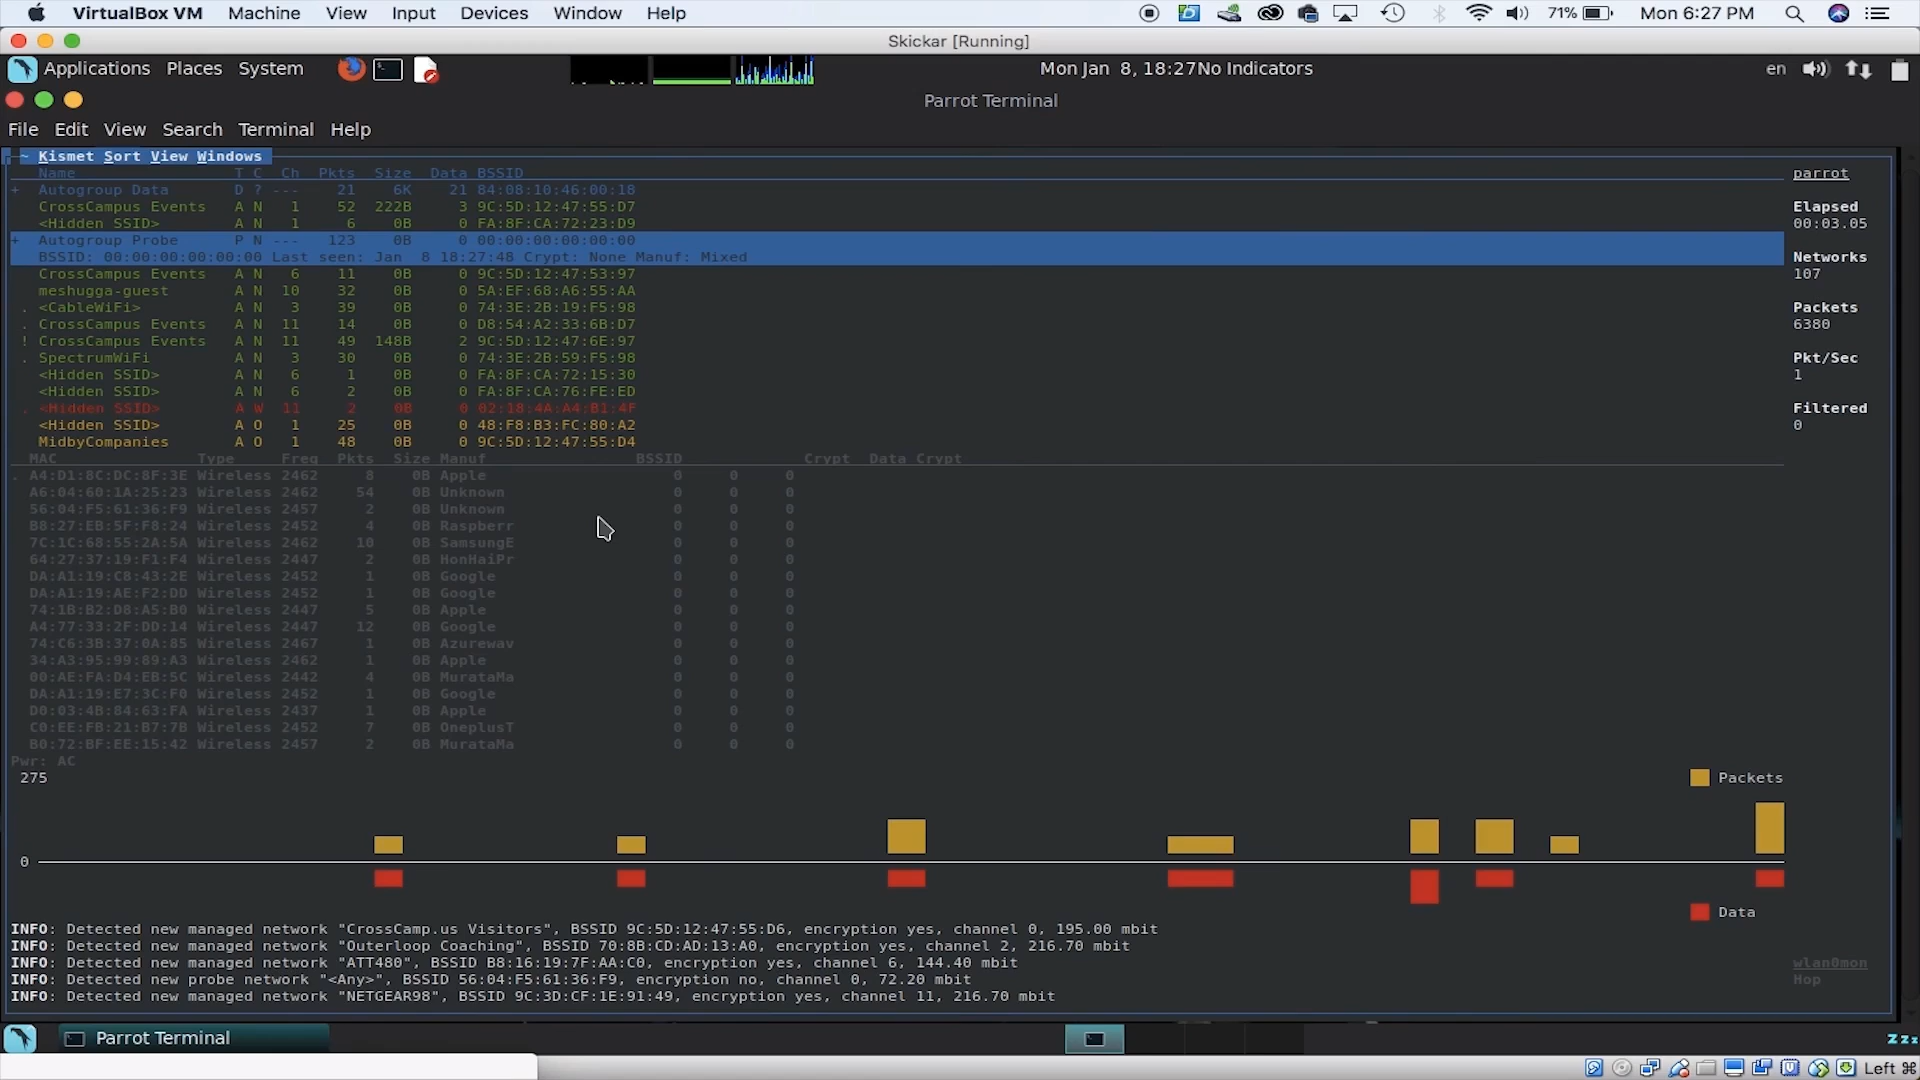 VirtualBox VM Machine View Input Devices Window Help 71% Mon 6:27 PM
Skickar [Running]
Applications Places System Mon Jan 8, 18:27No Indicators en
Parrot Terminal
File Edit View Search Terminal Help
~ Kismet Sort View Windows
Name T C Ch Pkts Size Data BSSID
+ Autogroup Data D ? --- 21 6K 21 84:08:10:46:00:18
CrossCampus Events A N 1 52 222B 3 9C:5D:12:47:55:D7
<Hidden SSID> A N 1 6 0B 0 FA:8F:CA:72:23:D9
+ Autogroup Probe P N --- 123 0B 0 00:00:00:00:00:00
BSSID: 00:00:00:00:00:00 Last seen: Jan 8 18:27:48 Crypt: None Manuf: Mixed
CrossCampus Events A N 6 11 0B 0 9C:5D:12:47:53:97
meshugga-guest A N 10 32 0B 0 5A:EF:68:A6:55:AA
. <CableWiFi> A N 3 39 0B 0 74:3E:2B:19:F5:98
. CrossCampus Events A N 11 14 0B 0 D8:54:A2:33:6B:D7
! CrossCampus Events A N 11 49 148B 2 9C:5D:12:47:6E:97
. SpectrumWiFi A N 3 30 0B 0 74:3E:2B:59:F5:98
<Hidden SSID> A N 6 1 0B 0 FA:8F:CA:72:15:30
<Hidden SSID> A N 6 2 0B 0 FA:8F:CA:76:FE:ED
. <Hidden SSID> A W 11 2 0B 0 02:18:4A:A4:B1:4F
<Hidden SSID> A O 1 25 0B 0 48:F8:B3:FC:80:A2
MidbyCompanies A O 1 48 0B 0 9C:5D:12:47:55:D4
MAC Type Freq Pkts Size Manuf BSSID Crypt Data Crypt
. A4:D1:8C:DC:8F:3E Wireless 2462 8 0B Apple 0 0 0
A6:04:60:1A:25:23 Wireless 2462 54 0B Unknown 0 0 0
56:04:F5:61:36:F9 Wireless 2457 2 0B Unknown 0 0 0
B8:27:EB:5F:F8:24 Wireless 2452 4 0B Raspberr 0 0 0
7C:1C:68:55:2A:5A Wireless 2462 10 0B SamsungE 0 0 0
64:27:37:19:F1:F4 Wireless 2447 2 0B HonHaiPr 0 0 0
DA:A1:19:C8:43:2E Wireless 2452 1 0B Google 0 0 0
DA:A1:19:AE:F2:DD Wireless 2452 1 0B Google 0 0 0
74:1B:B2:D8:A5:B0 Wireless 2447 5 0B Apple 0 0 0
A4:77:33:2F:DD:14 Wireless 2447 12 0B Google 0 0 0
74:C6:3B:37:0A:85 Wireless 2467 1 0B Azurewav 0 0 0
34:A3:95:99:89:A3 Wireless 2462 1 0B Apple 0 0 0
00:AE:FA:D4:EB:5C Wireless 2442 4 0B MurataMa 0 0 0
DA:A1:19:E7:3C:F0 Wireless 2452 1 0B Google 0 0 0
D0:03:4B:84:63:FA Wireless 2437 1 0B Apple 0 0 0
C0:EE:FB:21:B7:7B Wireless 2452 7 0B OneplusT 0 0 0
B0:72:BF:EE:15:42 Wireless 2457 2 0B MurataMa 0 0 0
Pwr: AC
275
0
Packets
Data
INFO: Detected new managed network "CrossCamp.us Visitors", BSSID 9C:5D:12:47:55:D6, encryption yes, channel 0, 195.00 mbit
INFO: Detected new managed network "Outerloop Coaching", BSSID 70:8B:CD:AD:13:A0, encryption yes, channel 2, 216.70 mbit
INFO: Detected new managed network "ATT480", BSSID B8:16:19:7F:AA:C0, encryption yes, channel 6, 144.40 mbit
INFO: Detected new probe network "<Any>", BSSID 56:04:F5:61:36:F9, encryption no, channel 0, 72.20 mbit
INFO: Detected new managed network "NETGEAR98", BSSID 9C:3D:CF:1E:91:49, encryption yes, channel 11, 216.70 mbit
parrot
Elapsed
00:03.05
Networks
107
Packets
6380
Pkt/Sec
1
Filtered
0
wlan0mon
Hop
Parrot Terminal
zzz
Left ⌘